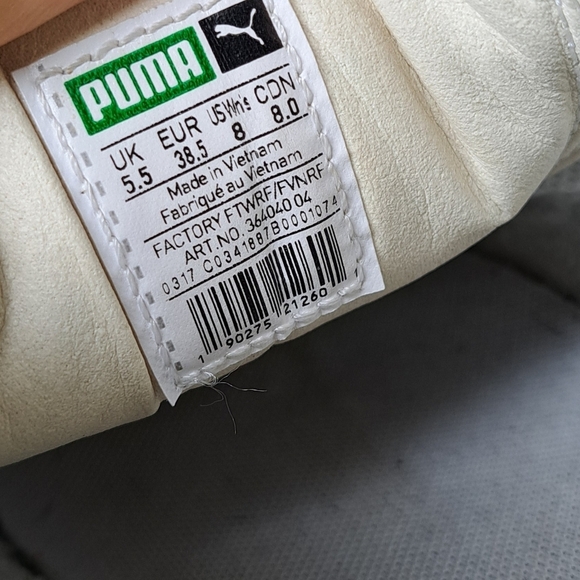 PUMA
UK EUR US Wn's CDN
5.5 38.5 8 8.0
Made in Vietnam
Fabriqué au Vietnam
FACTORY FTWRF/FVNRF
ART.NO. 364040 04
0317 C0341887B0001074
1 90275 21260